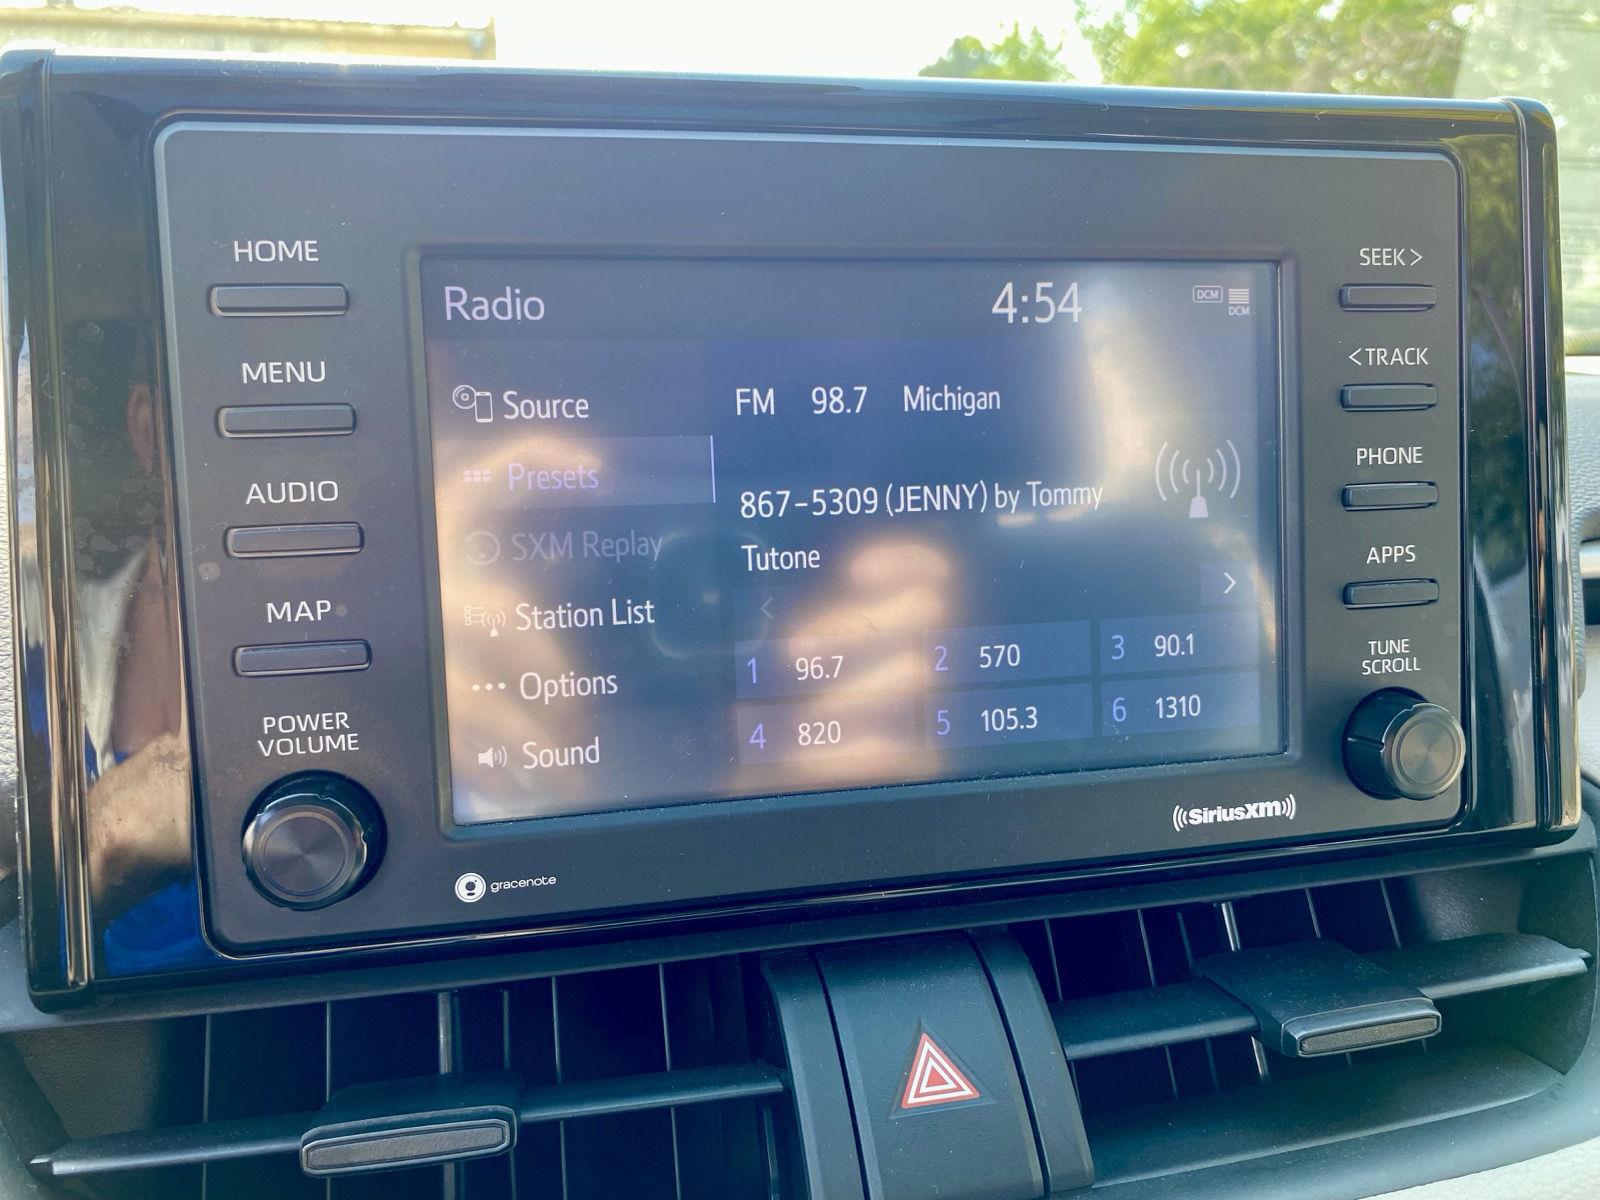 HOME
MENU
AUDIO
MAP
POWER
VOLUME
Radio
4:54
DCM
DCM
Source
Presets
SXM Replay
Station List
Options
Sound
FM 98.7 Michigan
867-5309 (JENNY) by Tommy
Tutone
< >
1 96.7 2 570 3 90.1
4 820 5 105.3 6 1310
SEEK >
< TRACK
PHONE
APPS
TUNE
SCROLL
gracenote
((SiriusXM))